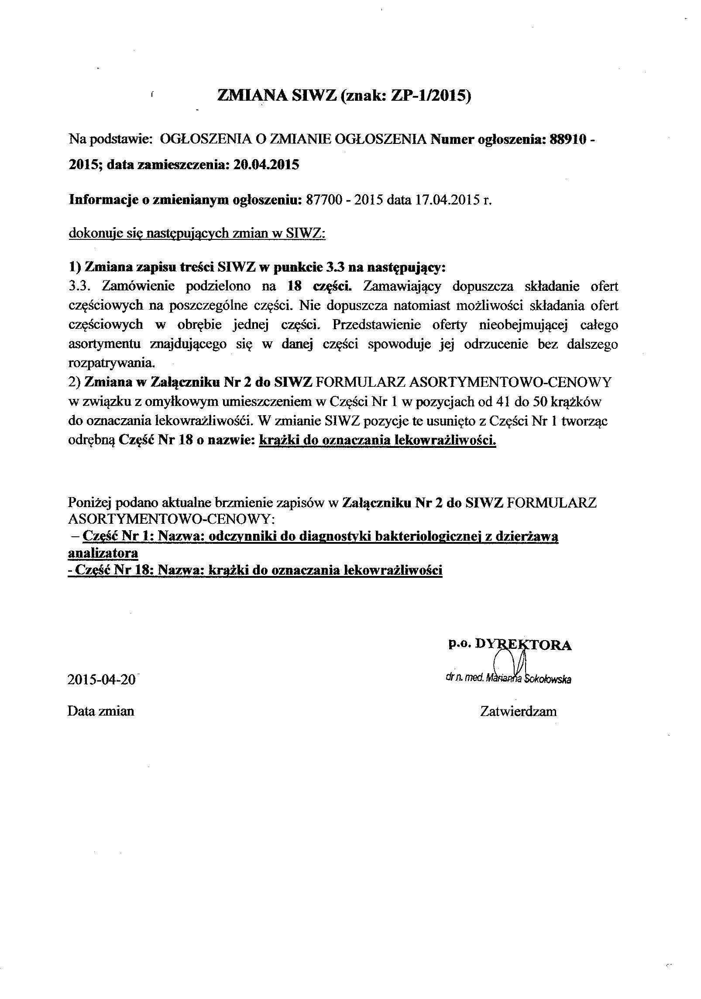 ZMIANA SIWZ (znak: ZP-1/2015)
Na podstawie: OGŁOSZENIA O ZMIANIE OGŁOSZENIA Numer ogłoszenia: 88910 -
2015; data zamieszczenia: 20.04.2015
Informacje o zmienianym ogłoszeniu: 87700 - 2015 data 17.04.2015 r.
dokonuje się następujących zmian w SIWZ:
1) Zmiana zapisu treści SIWZ w punkcie 3.3 na następujący:
3.3. Zamówienie podzielono na 18 części. Zamawiający dopuszcza składanie ofert
częściowych na poszczególne części. Nie dopuszcza natomiast możliwości składania ofert
częściowych w obrębie jednej części. Przedstawienie oferty nieobejmującej całego
asortymentu znajdującego się w danej części spowoduje jej odrzucenie bez dalszego
rozpatrywania.
2) Zmiana w Załączniku Nr 2 do SIWZ FORMULARZ ASORTYMENTOWO-CENOWY
w związku z omyłkowym umieszczeniem w Części Nr 1 w pozycjach od 41 do 50 krążków
do oznaczania lekowrażliwośći. W zmianie SIWZ pozycje te usunięto z Części Nr 1 tworząc
odrębną Część Nr 18 o nazwie: krążki do oznaczania lekowrażliwości.
Poniżej podano aktualne brzmienie zapisów w Załączniku Nr 2 do SIWZ FORMULARZ
ASORTYMENTOWO-CENOWY:
– Część Nr 1: Nazwa: odczynniki do diagnostyki bakteriologicznej z dzierżawą
analizatora
- Część Nr 18: Nazwa: krążki do oznaczania lekowrażliwości
p.o. DYREKTORA
dr n. med. Marianna Sokołowska
2015-04-20
Data zmian Zatwierdzam